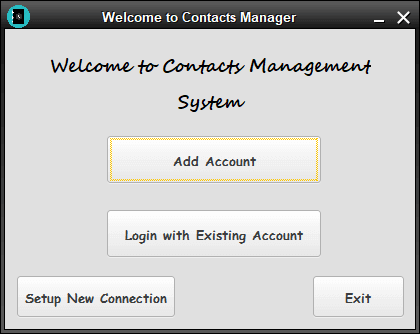 Welcome to Contacts Manager
Welcome to Contacts Management
System
Add Account
Login with Existing Account
Setup New Connection
Exit